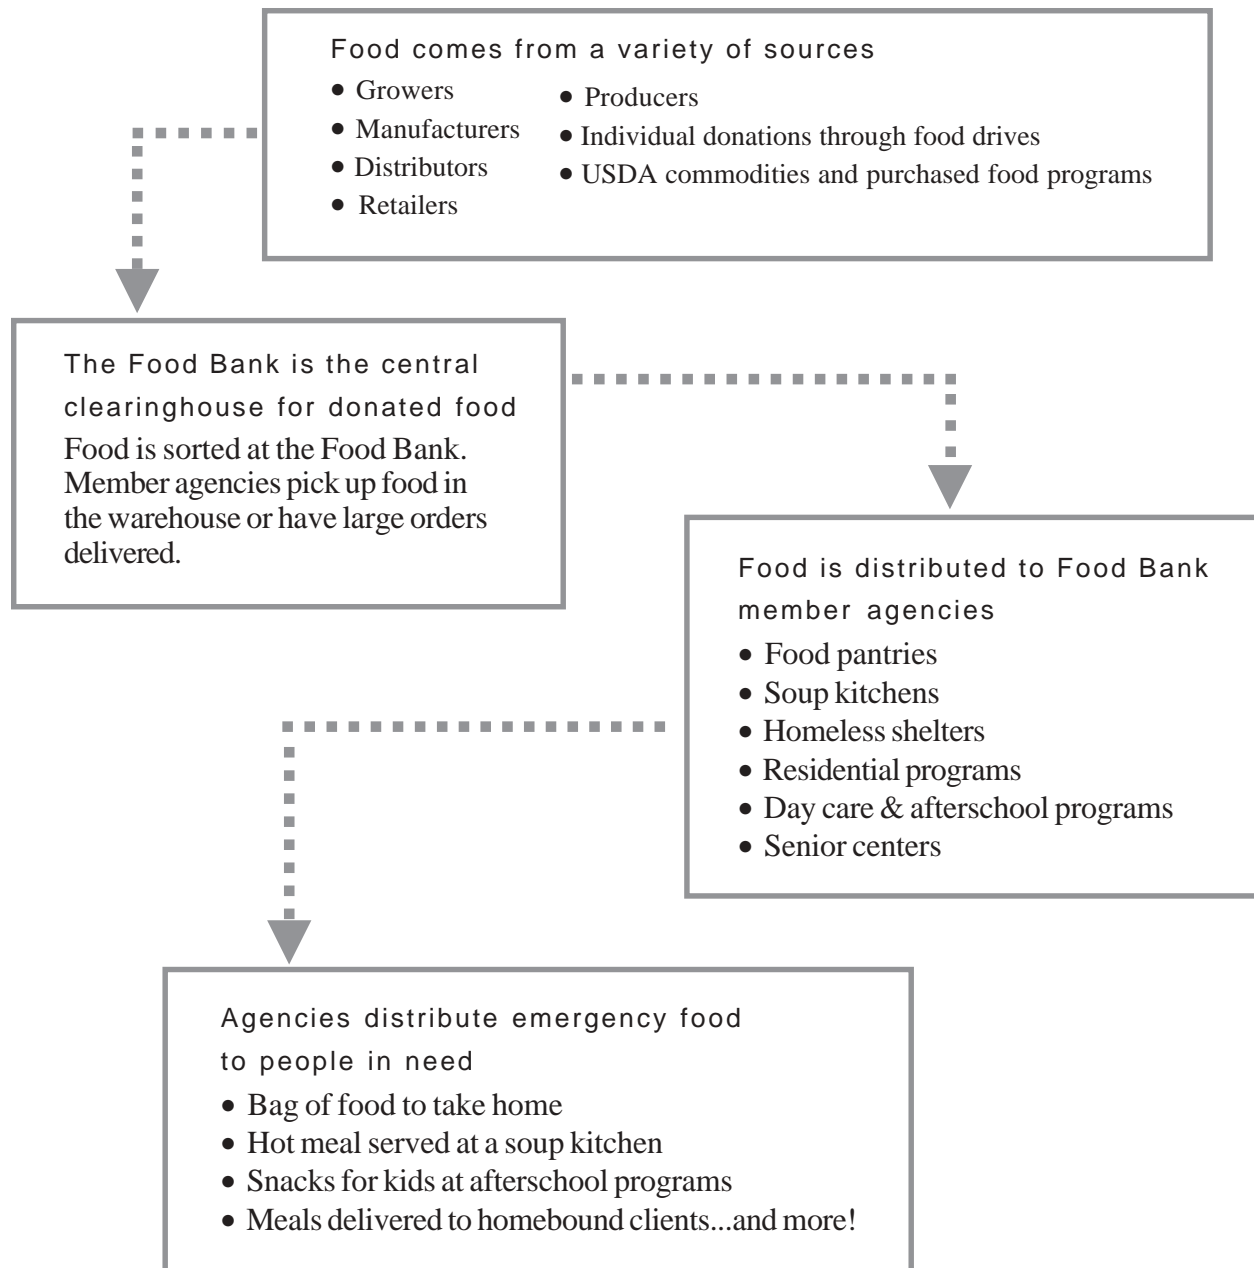 Food comes from a variety of sources
• Growers
• Manufacturers
• Distributors
• Retailers
• Producers
• Individual donations through food drives
• USDA commodities and purchased food programs
The Food Bank is the central
clearinghouse for donated food
Food is sorted at the Food Bank.
Member agencies pick up food in
the warehouse or have large orders
delivered.
Food is distributed to Food Bank
member agencies
• Food pantries
• Soup kitchens
• Homeless shelters
• Residential programs
• Day care & afterschool programs
• Senior centers
Agencies distribute emergency food
to people in need
• Bag of food to take home
• Hot meal served at a soup kitchen
• Snacks for kids at afterschool programs
• Meals delivered to homebound clients...and more!